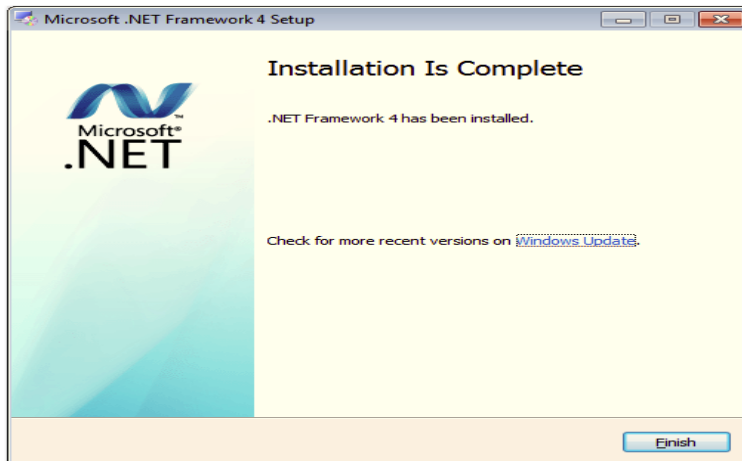 Microsoft .NET Framework 4 Setup
Installation Is Complete
Microsoft®
.NET™
.NET Framework 4 has been installed.
Check for more recent versions on Windows Update.
Finish